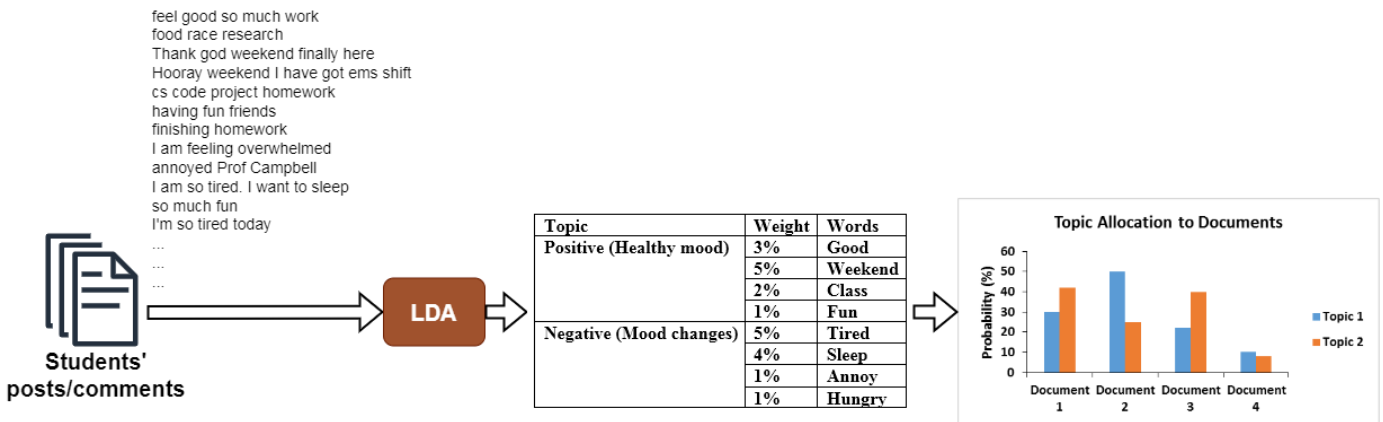 feel good so much work
food race research
Thank god weekend finally here
Hooray weekend I have got ems shift
cs code project homework
having fun friends
finishing homework
I am feeling overwhelmed
annoyed Prof Campbell
I am so tired. I want to sleep
so much fun
I'm so tired today
...
...
...
Students'
posts/comments
LDA
Topic Weight Words
Positive (Healthy mood) 3% Good
5% Weekend
2% Class
1% Fun
Negative (Mood changes) 5% Tired
4% Sleep
1% Annoy
1% Hungry
Topic Allocation to Documents
Probability (%)
60
50
40
30
20
10
0
Document Document Document Document
1 2 3 4
Topic 1
Topic 2